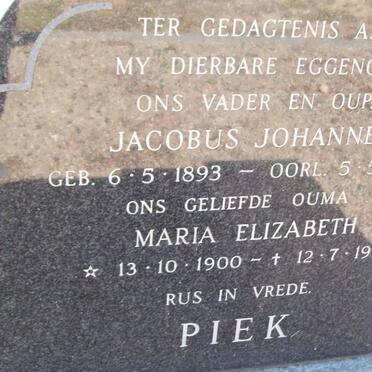 TER GEDAGTENIS A
MY DIERBARE EGGENO
ONS VADER EN OUP
JACOBUS JOHANNE
GEB. 6·5·1893 ~ OORL. 5·5
ONS GELIEFDE OUMA
MARIA ELIZABETH
☆ 13·10·1900 ~ ✝ 12·7·19
RUS IN VREDE.
PIEK